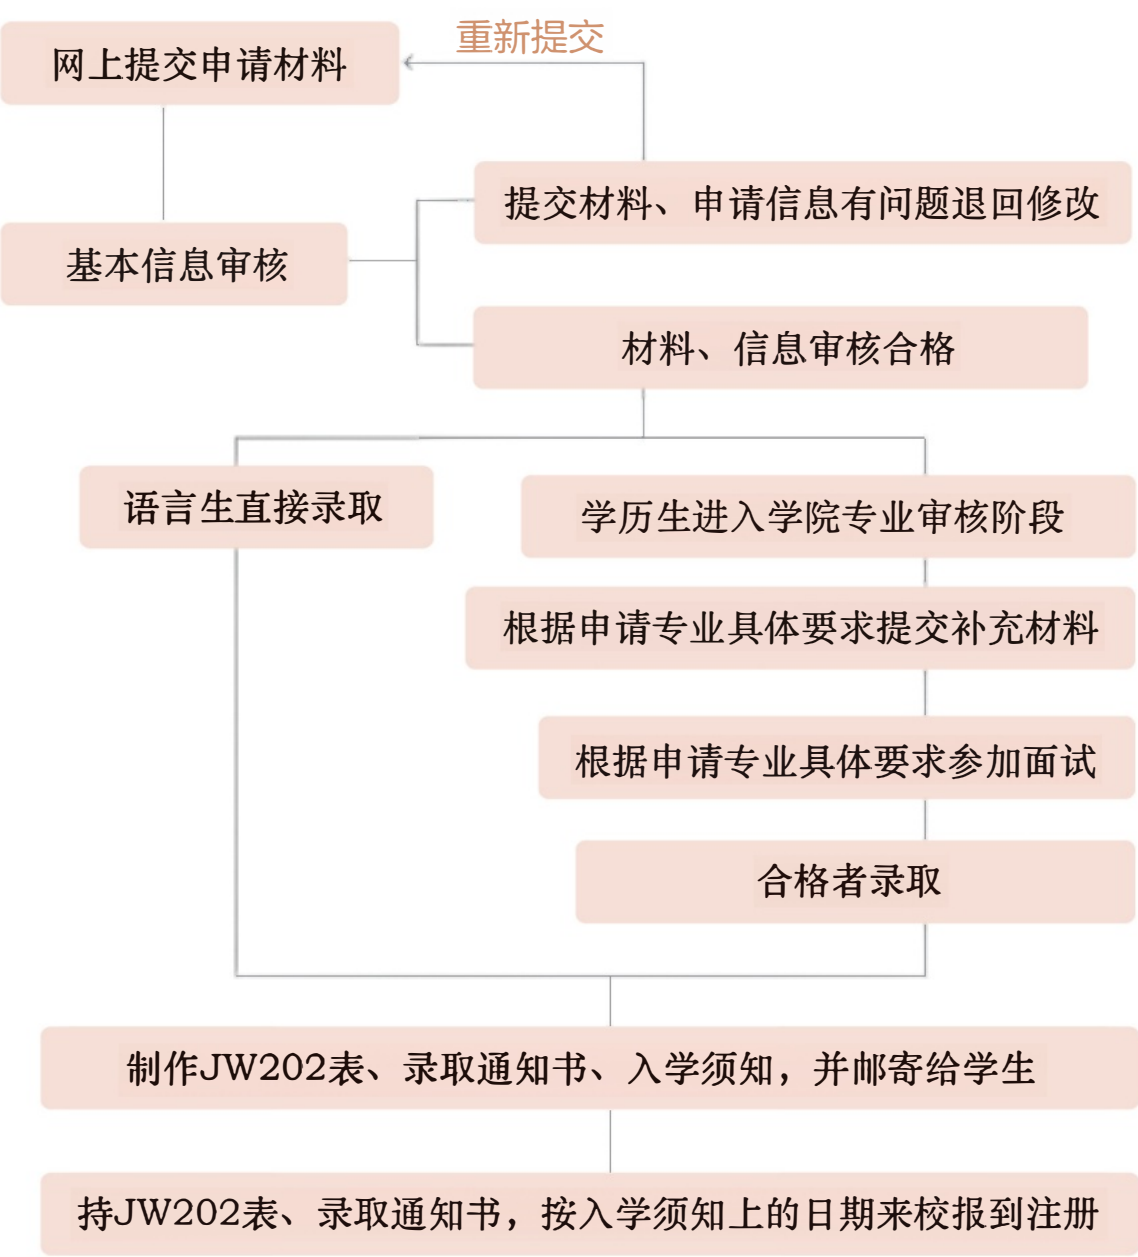 重新提交
网上提交申请材料
提交材料、申请信息有问题退回修改
基本信息审核
材料、信息审核合格
语言生直接录取
学历生进入学院专业审核阶段
根据申请专业具体要求提交补充材料
根据申请专业具体要求参加面试
合格者录取
制作JW202表、录取通知书、入学须知，并邮寄给学生
持JW202表、录取通知书，按入学须知上的日期来校报到注册